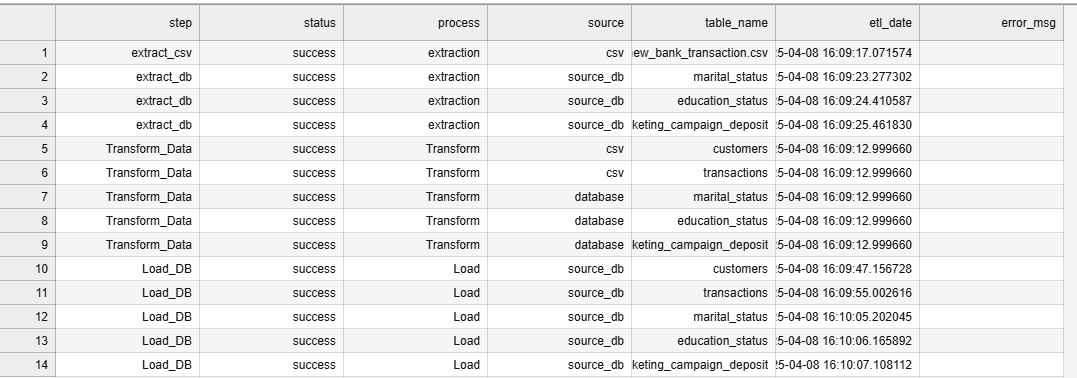 step status process source table_name etl_date error_msg
1 extract_csv success extraction csv ew_bank_transaction.csv 5-04-08 16:09:17.071574
2 extract_db success extraction source_db marital_status 5-04-08 16:09:23.277302
3 extract_db success extraction source_db education_status 5-04-08 16:09:24.410587
4 extract_db success extraction source_db keting_campaign_deposit 5-04-08 16:09:25.461830
5 Transform_Data success Transform csv customers 5-04-08 16:09:12.999660
6 Transform_Data success Transform csv transactions 5-04-08 16:09:12.999660
7 Transform_Data success Transform database marital_status 5-04-08 16:09:12.999660
8 Transform_Data success Transform database education_status 5-04-08 16:09:12.999660
9 Transform_Data success Transform database keting_campaign_deposit 5-04-08 16:09:12.999660
10 Load_DB success Load source_db customers 5-04-08 16:09:47.156728
11 Load_DB success Load source_db transactions 5-04-08 16:09:55.002616
12 Load_DB success Load source_db marital_status 5-04-08 16:10:05.202045
13 Load_DB success Load source_db education_status 5-04-08 16:10:06.165892
14 Load_DB success Load source_db keting_campaign_deposit 5-04-08 16:10:07.108112